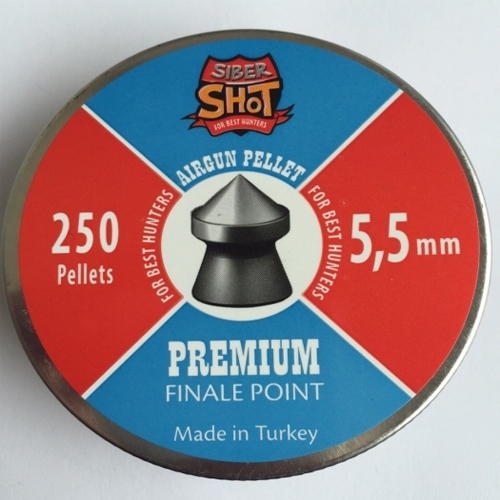 SIBER
SHOT
FOR BEST HUNTERS
AIRGUN PELLET
FOR BEST HUNTERS
FOR BEST HUNTERS
250
Pellets
5,5 mm
PREMIUM
FINALE POINT
Made in Turkey